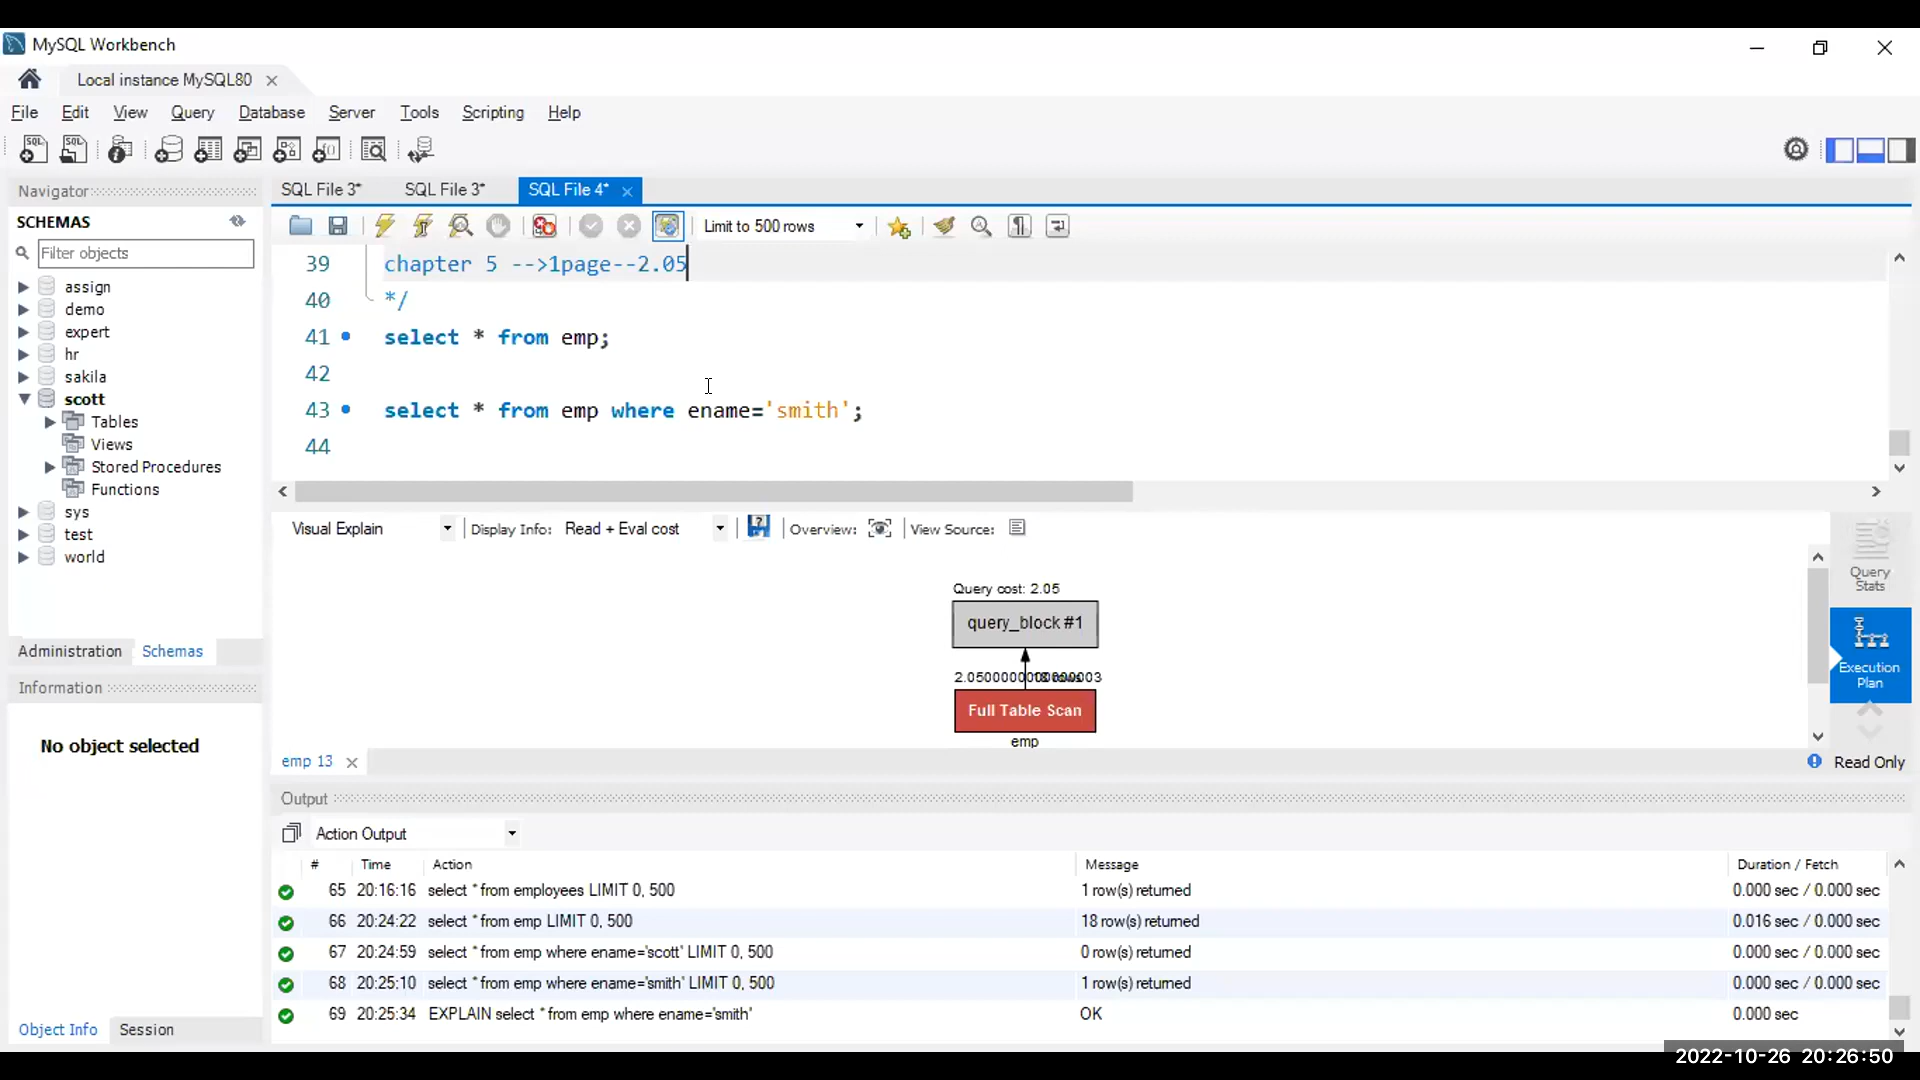 MySQL Workbench
Local instance MySQL80
File Edit View Query Database Server Tools Scripting Help
Navigator
SCHEMAS
Filter objects
assign
demo
expert
hr
sakila
scott
Tables
Views
Stored Procedures
Functions
sys
test
world
Administration Schemas
Information
No object selected
Object Info Session
SQL File 3* SQL File 3* SQL File 4*
Limit to 500 rows
39 chapter 5 -->1page--2.05
40 */
41 select * from emp;
42
43 select * from emp where ename='smith';
44
Visual Explain Display Info: Read + Eval cost Overview: View Source:
Query cost: 2.05
query_block #1
Full Table Scan
emp
Query Stats
Execution Plan
emp 13
Read Only
Output
Action Output
# Time Action Message Duration / Fetch
65 20:16:16 select * from employees LIMIT 0, 500 1 row(s) returned 0.000 sec / 0.000 sec
66 20:24:22 select * from emp LIMIT 0, 500 18 row(s) returned 0.016 sec / 0.000 sec
67 20:24:59 select * from emp where ename='scott' LIMIT 0, 500 0 row(s) returned 0.000 sec / 0.000 sec
68 20:25:10 select * from emp where ename='smith' LIMIT 0, 500 1 row(s) returned 0.000 sec / 0.000 sec
69 20:25:34 EXPLAIN select * from emp where ename='smith' OK 0.000 sec
2022-10-26 20:26:50